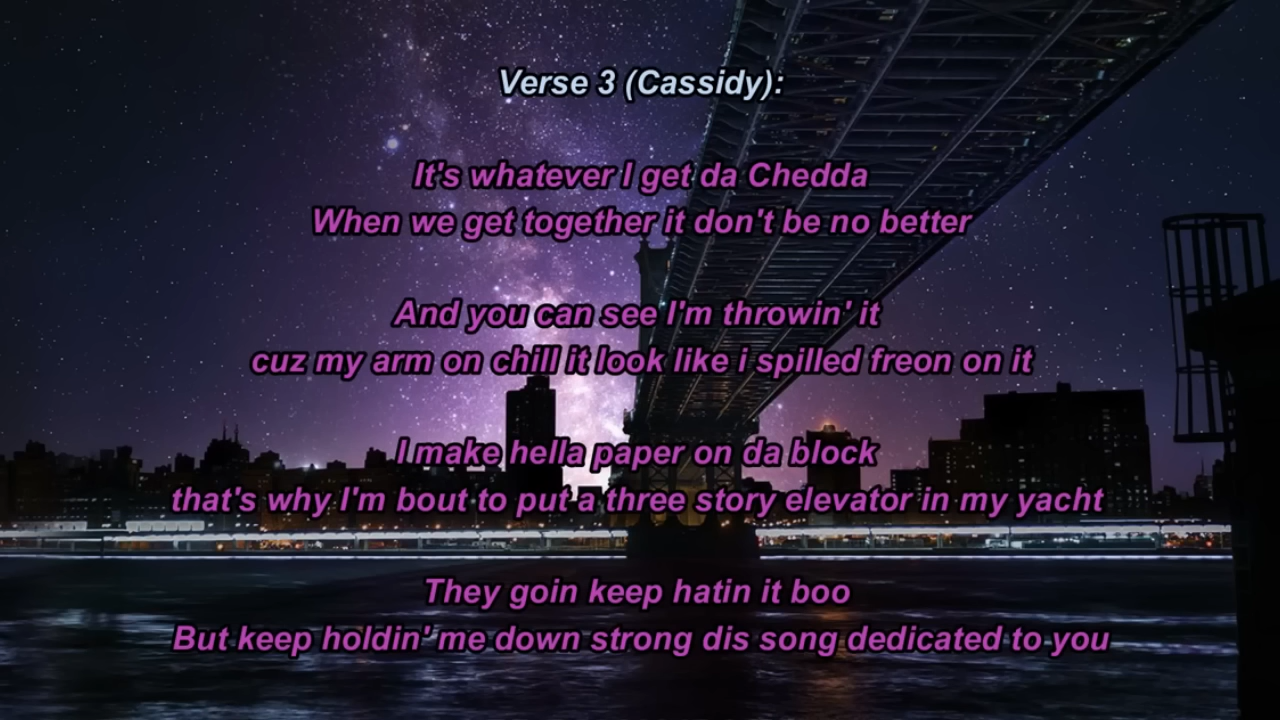 Verse 3 (Cassidy):
It's whatever I get da Chedda
When we get together it don't be no better
And you can see I'm throwin' it
cuz my arm on chill it look like i spilled freon on it
I make hella paper on da block
that's why I'm bout to put a three story elevator in my yacht
They goin keep hatin it boo
But keep holdin' me down strong dis song dedicated to you